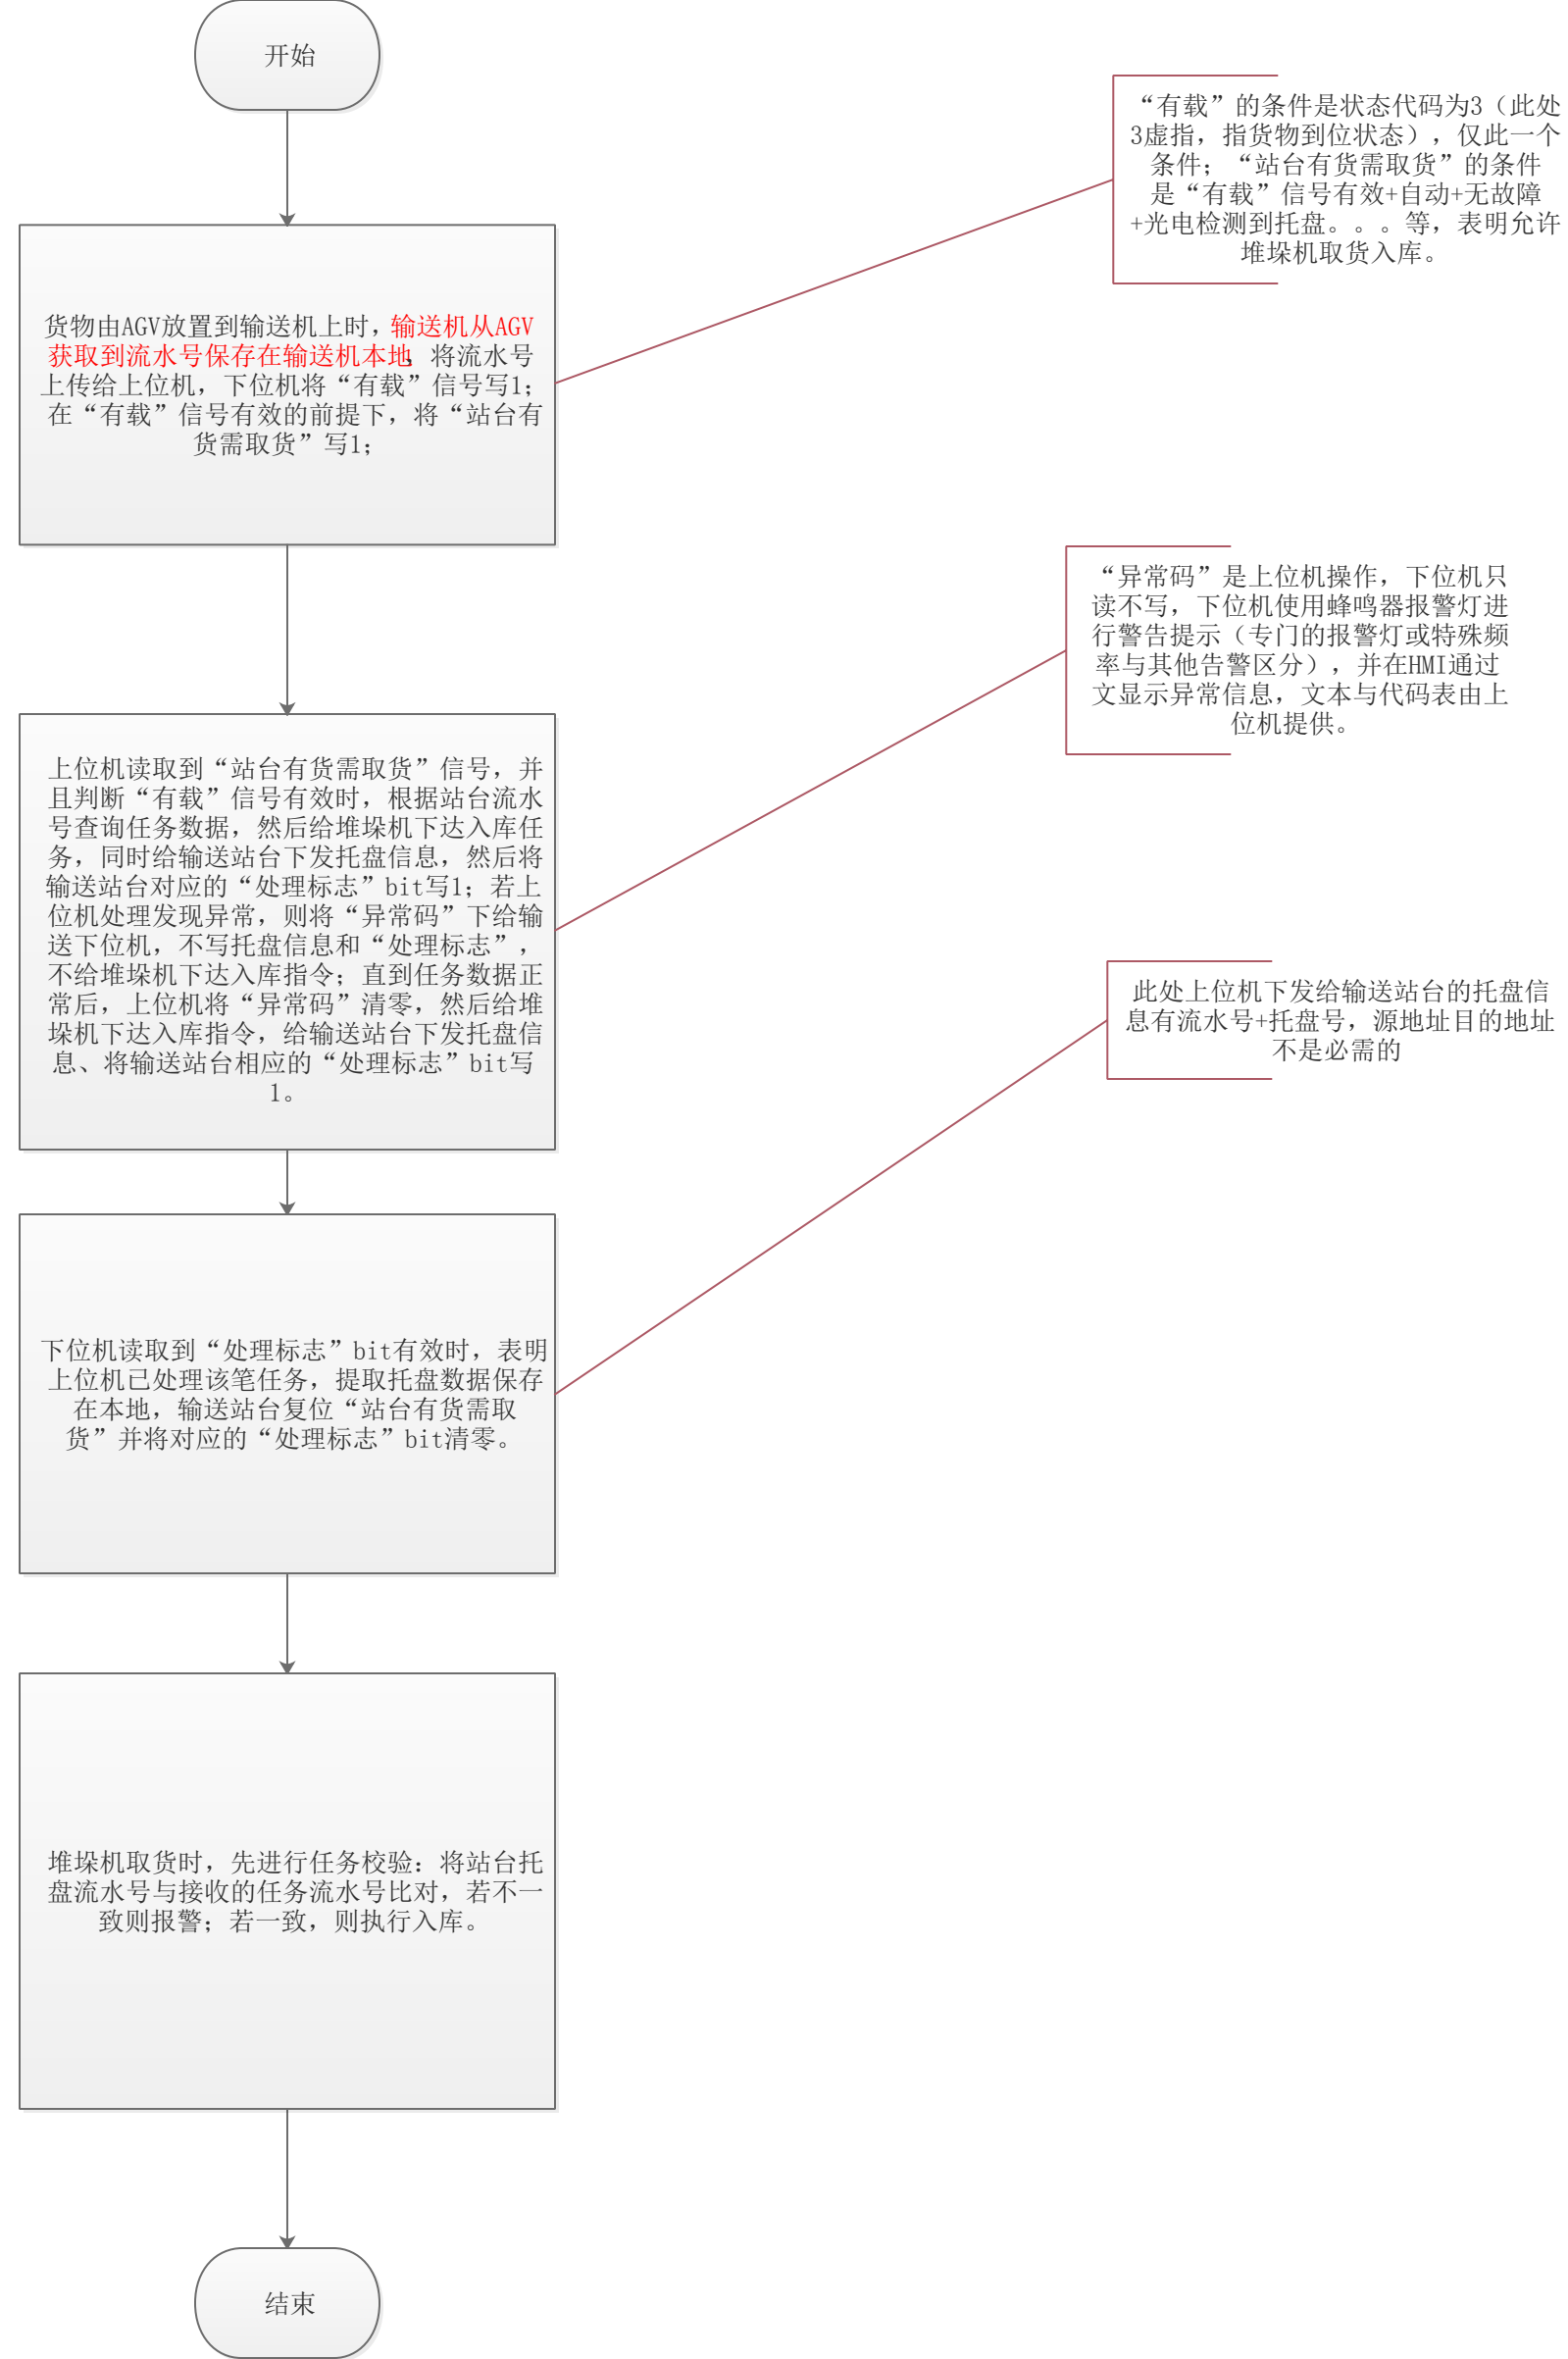 开始
货物由AGV放置到输送机上时，输送机从AGV
获取到流水号保存在输送机本地，将流水号
上传给上位机，下位机将“有载”信号写1；
在“有载”信号有效的前提下，将“站台有
货需取货”写1；
“有载”的条件是状态代码为3（此处
3虚指，指货物到位状态），仅此一个
条件；“站台有货需取货”的条件
是“有载”信号有效+自动+无故障
+光电检测到托盘。。。等，表明允许
堆垛机取货入库。
上位机读取到“站台有货需取货”信号，并
且判断“有载”信号有效时，根据站台流水
号查询任务数据，然后给堆垛机下达入库任
务，同时给输送站台下发托盘信息，然后将
输送站台对应的“处理标志”bit写1；若上
位机处理发现异常，则将“异常码”下给输
送下位机，不写托盘信息和“处理标志”，
不给堆垛机下达入库指令；直到任务数据正
常后，上位机将“异常码”清零，然后给堆
垛机下达入库指令，给输送站台下发托盘信
息、将输送站台相应的“处理标志”bit写
1。
“异常码”是上位机操作，下位机只
读不写，下位机使用蜂鸣器报警灯进
行警告提示（专门的报警灯或特殊频
率与其他告警区分），并在HMI通过
文显示异常信息，文本与代码表由上
位机提供。
下位机读取到“处理标志”bit有效时，表明
上位机已处理该笔任务，提取托盘数据保存
在本地，输送站台复位“站台有货需取
货”并将对应的“处理标志”bit清零。
此处上位机下发给输送站台的托盘信
息有流水号+托盘号，源地址目的地址
不是必需的
堆垛机取货时，先进行任务校验：将站台托
盘流水号与接收的任务流水号比对，若不一
致则报警；若一致，则执行入库。
结束